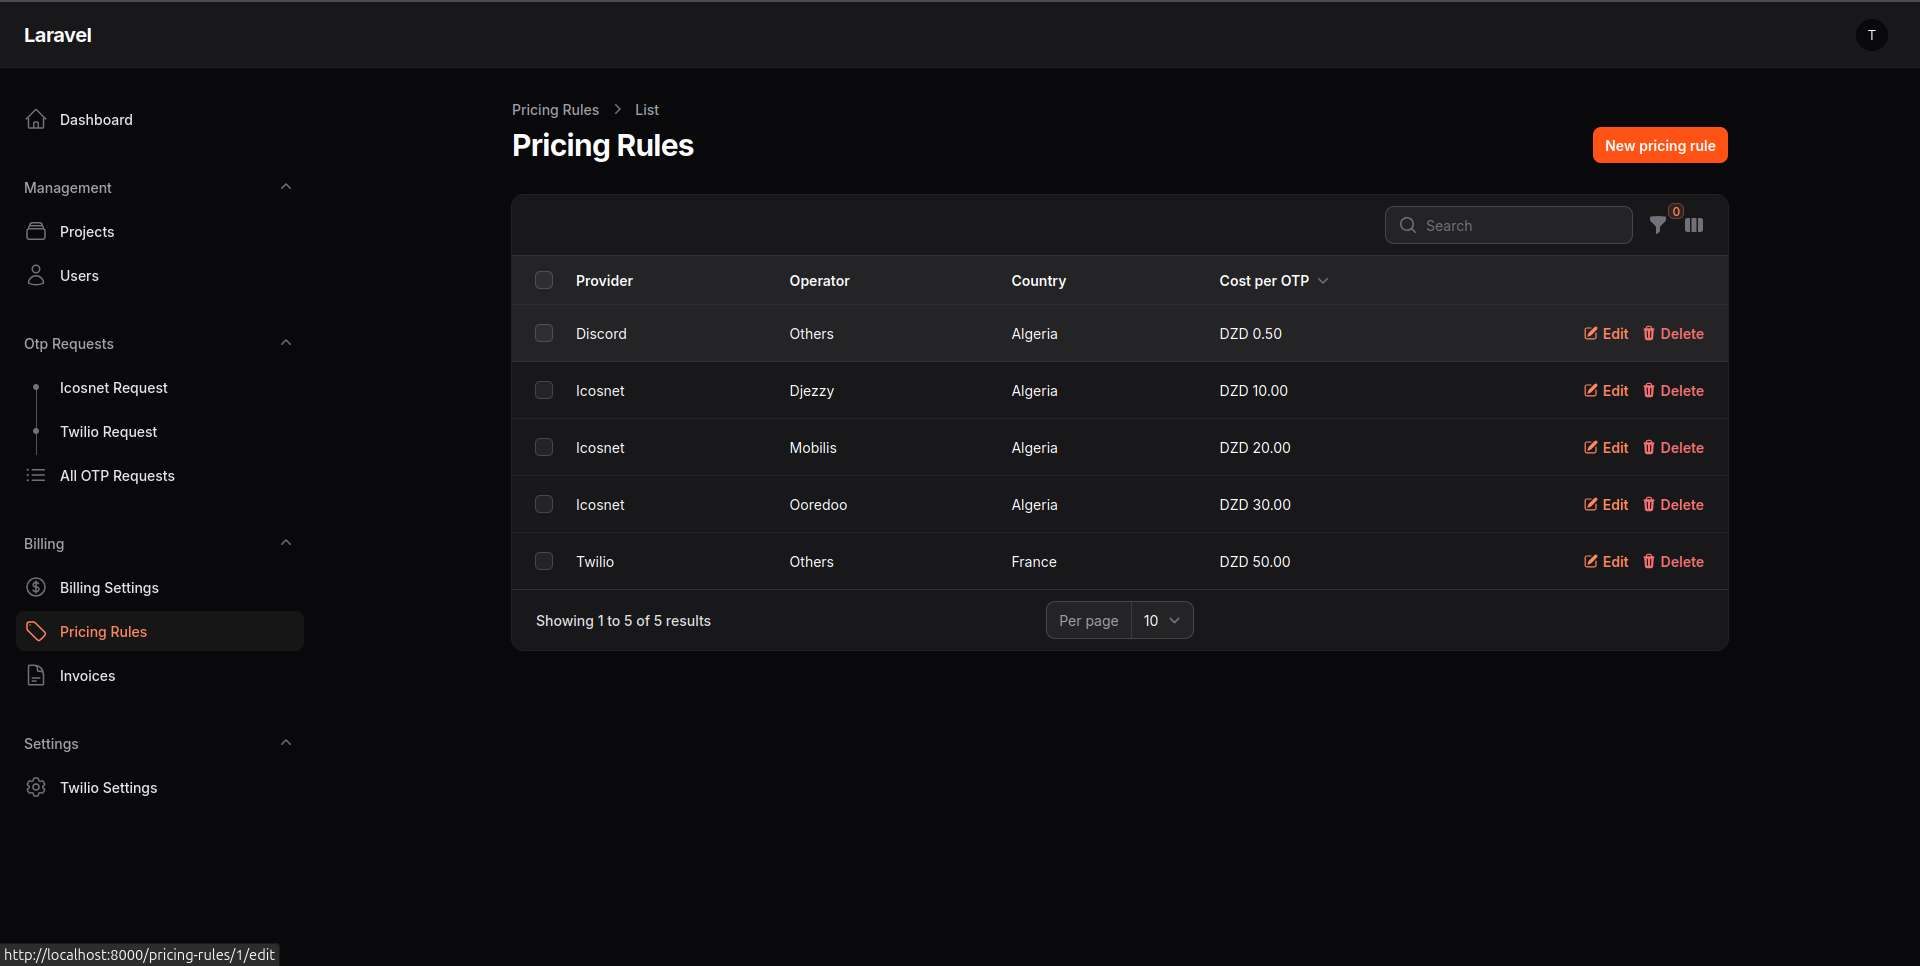 Laravel
T
Dashboard
Management
Projects
Users
Otp Requests
Icosnet Request
Twilio Request
All OTP Requests
Billing
Billing Settings
Pricing Rules
Invoices
Settings
Twilio Settings
Pricing Rules > List
Pricing Rules
New pricing rule
Search
0
Provider Operator Country Cost per OTP
Discord Others Algeria DZD 0.50 Edit Delete
Icosnet Djezzy Algeria DZD 10.00 Edit Delete
Icosnet Mobilis Algeria DZD 20.00 Edit Delete
Icosnet Ooredoo Algeria DZD 30.00 Edit Delete
Twilio Others France DZD 50.00 Edit Delete
Showing 1 to 5 of 5 results Per page 10
http://localhost:8000/pricing-rules/1/edit